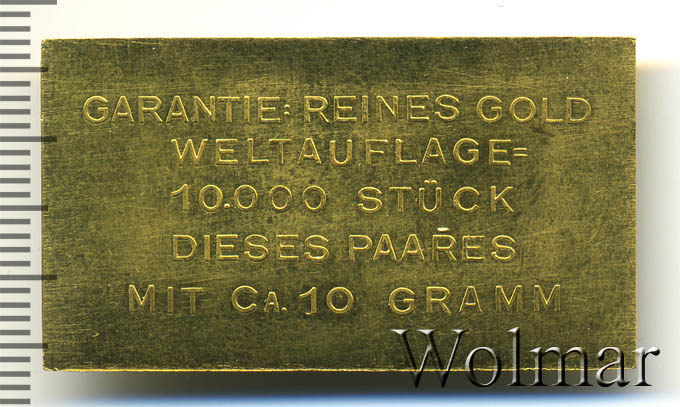 GARANTIE: REINES GOLD
WELTAUFLAGE=
10.000 STÜCK
DIESES PAARES
MIT CA. 10 GRAMM
Wolmar